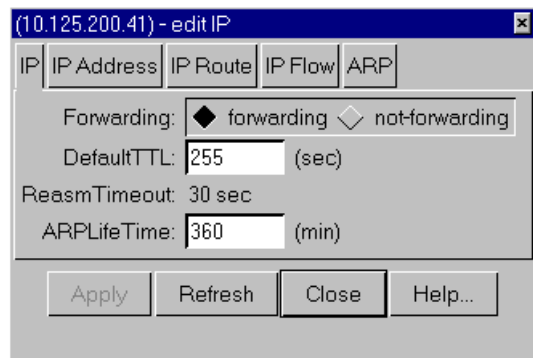 (10.125.200.41) - edit IP
IP IP Address IP Route IP Flow ARP
Forwarding: forwarding not-forwarding
DefaultTTL: 255 (sec)
ReasmTimeout: 30 sec
ARPLifeTime: 360 (min)
Apply Refresh Close Help...